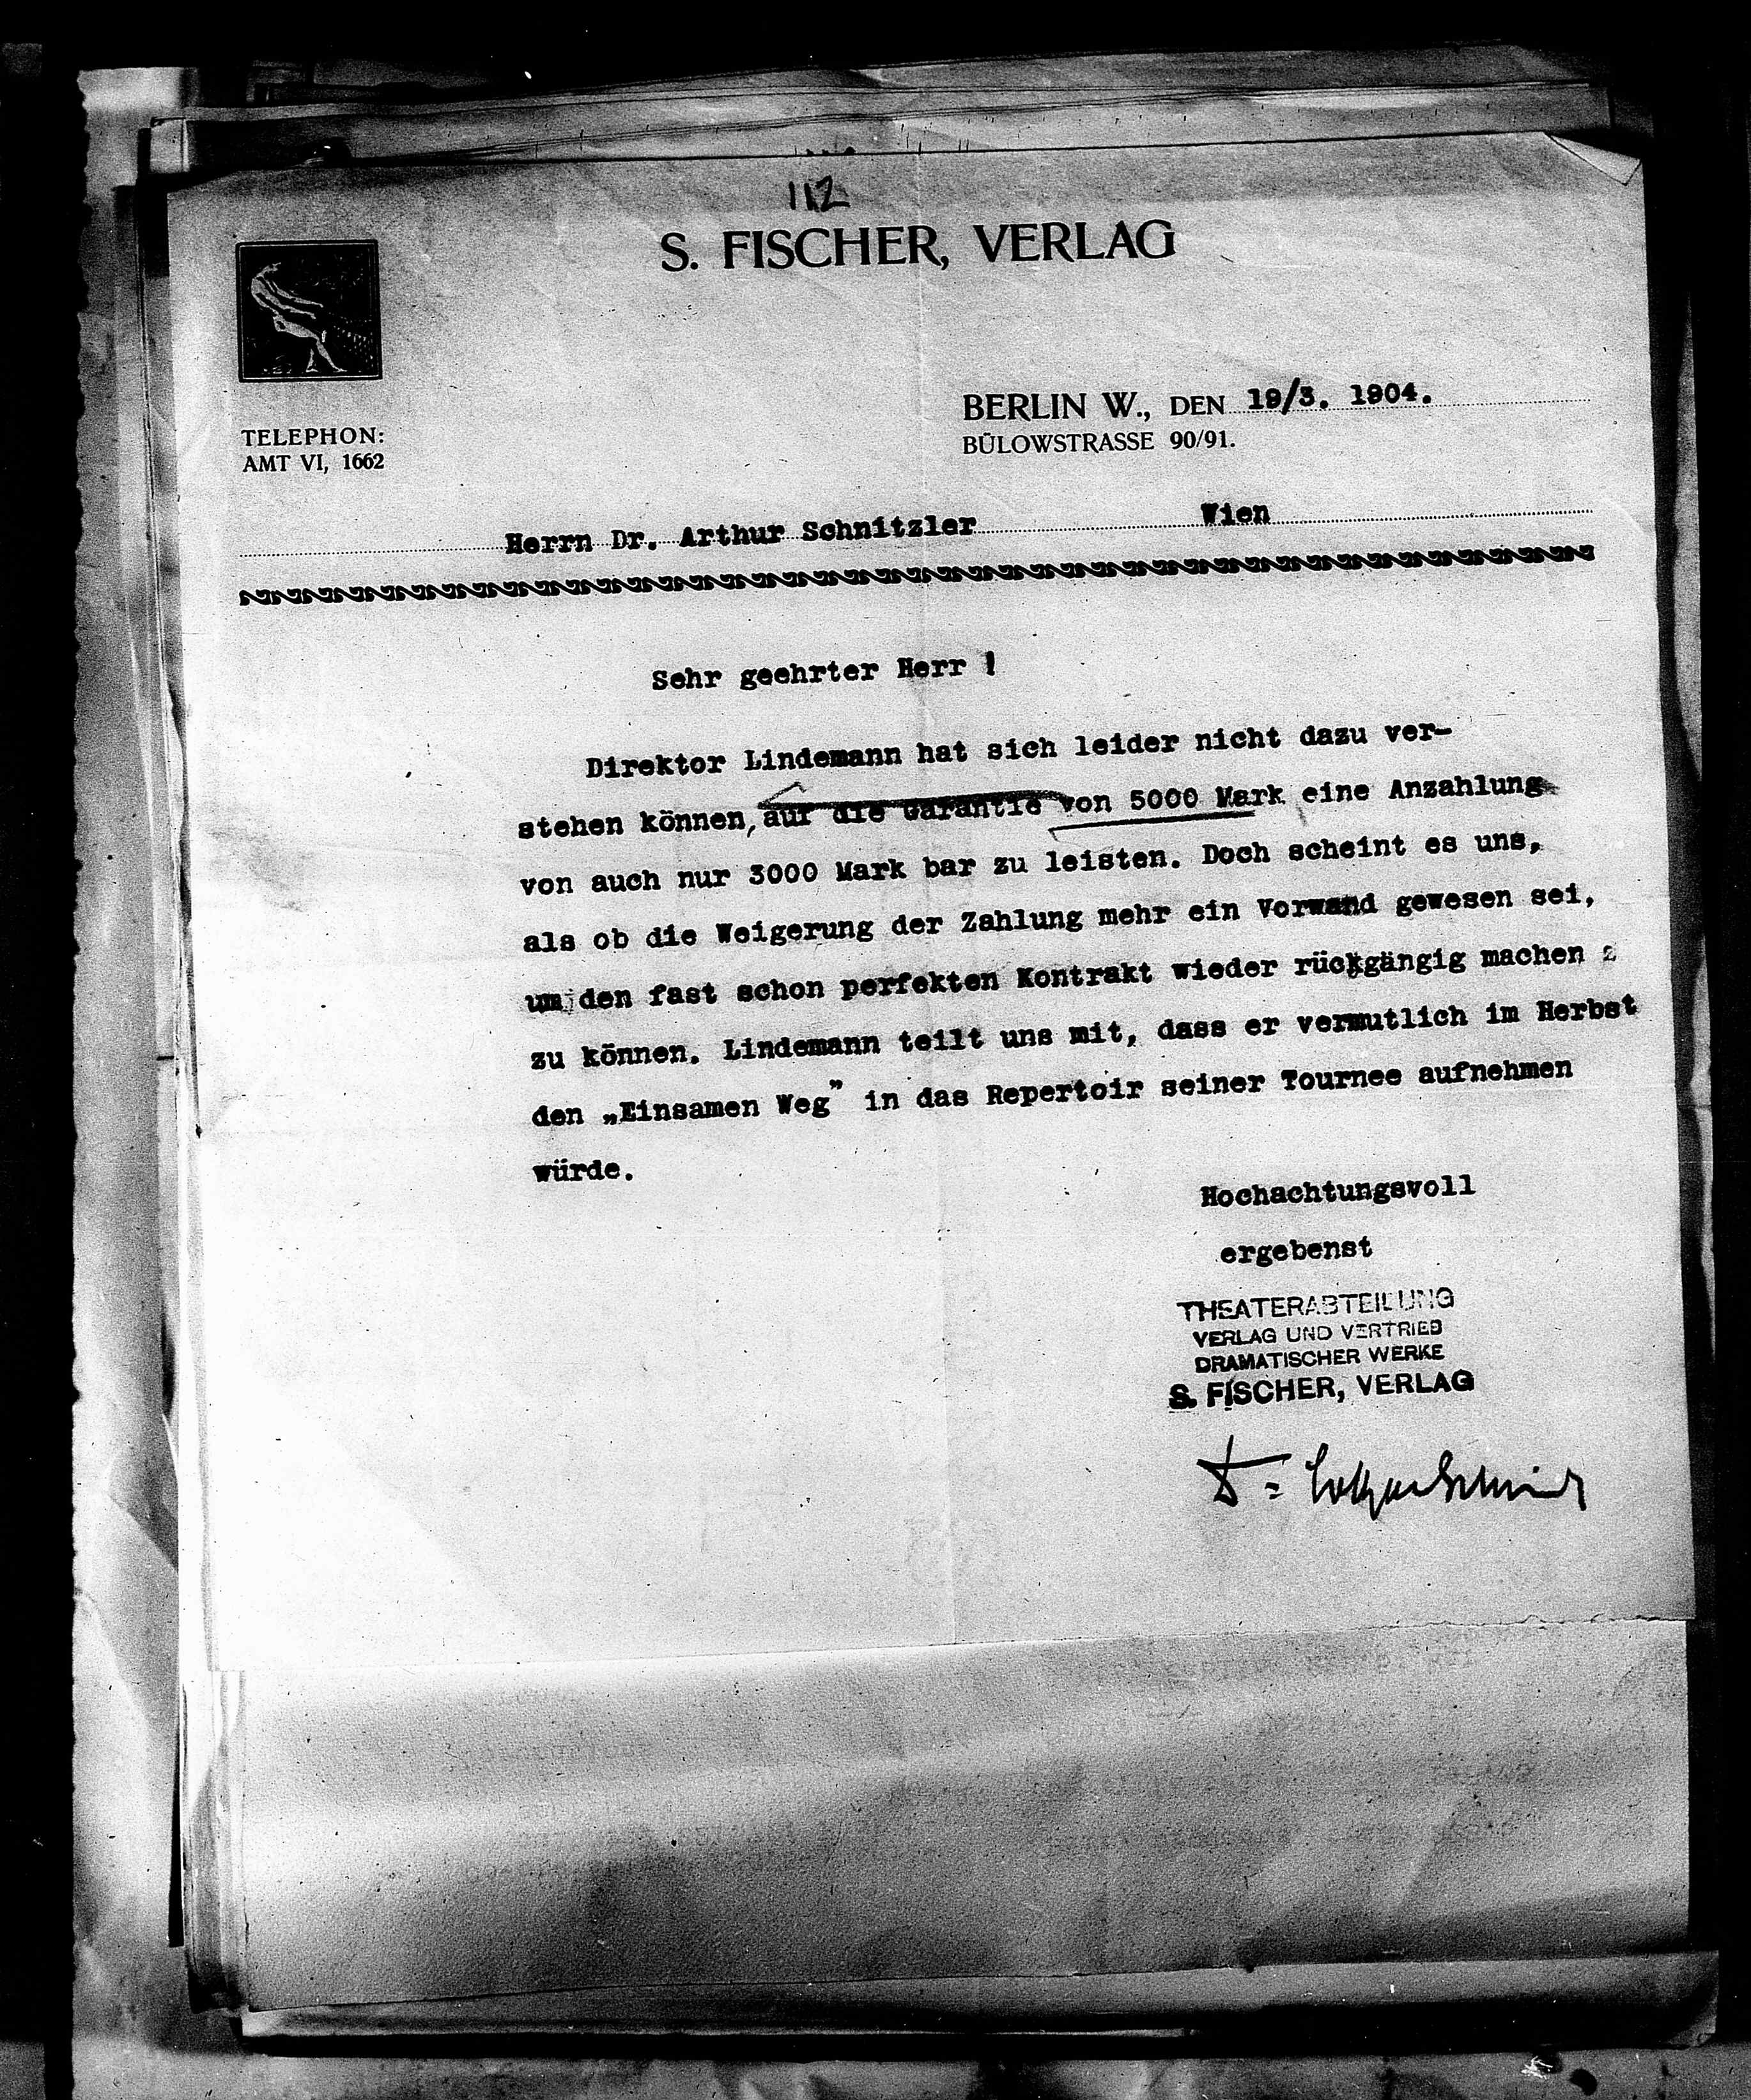 112
S. FISCHER, VERLAG
BERLIN W., DEN 19/3. 1904.
BÜLOWSTRASSE 90/91.
TELEPHON:
AMT VI, 1662
Herrn Dr. Arthur Schnitzler Wien
Sehr geehrter Herr !
Direktor Lindemann hat sich leider nicht dazu ver-
stehen können, auf die Garantie von 5000 Mark eine Anzahlung
von auch nur 3000 Mark bar zu leisten. Doch scheint es uns,
als ob die Weigerung der Zahlung mehr ein Vorwand gewesen sei,
um den fast schon perfekten Kontrakt wieder rückgängig machen z
zu können. Lindemann teilt uns mit, dass er vermutlich im Herbst
den „Einsamen Weg" in das Repertoir seiner Tournee aufnehmen
würde.
Hochachtungsvoll
ergebenst
THEATERABTEILUNG
VERLAG UND VERTRIEB
DRAMATISCHER WERKE
S. FISCHER, VERLAG